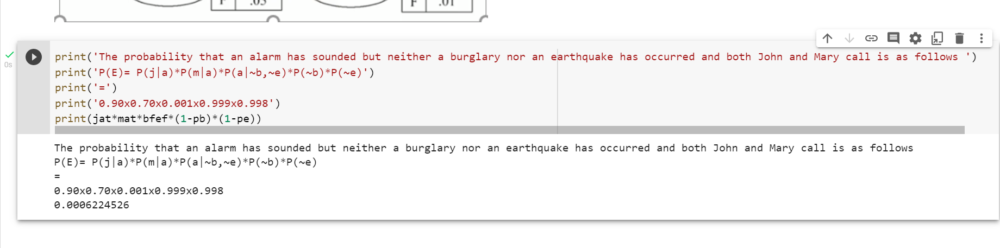 F .05 F .01
print('The probability that an alarm has sounded but neither a burglary nor an earthquake has occurred and both John and Mary call is as follows ')
0s
print('P(E)= P(j|a)*P(m|a)*P(a|~b,~e)*P(~b)*P(~e)')
print('=')
print('0.90x0.70x0.001x0.999x0.998')
print(jat*mat*bfef*(1-pb)*(1-pe))
The probability that an alarm has sounded but neither a burglary nor an earthquake has occurred and both John and Mary call is as follows
P(E)= P(j|a)*P(m|a)*P(a|~b,~e)*P(~b)*P(~e)
=
0.90x0.70x0.001x0.999x0.998
0.0006224526